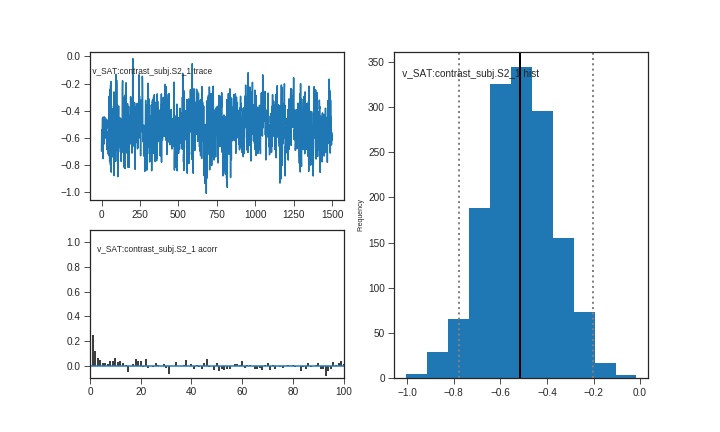 0.0
v_SAT:contrast_subj.S2_1 trace
−0.2
−0.4
−0.6
−0.8
−1.0
0 250 500 750 1000 1250 1500
1.0
v_SAT:contrast_subj.S2_1 acorr
0.8
0.6
0.4
0.2
0.0
0 20 40 60 80 100
350
v_SAT:contrast_subj.S2_1 hist
300
250
200
150
100
50
0
Frequency
−1.0 −0.8 −0.6 −0.4 −0.2 0.0